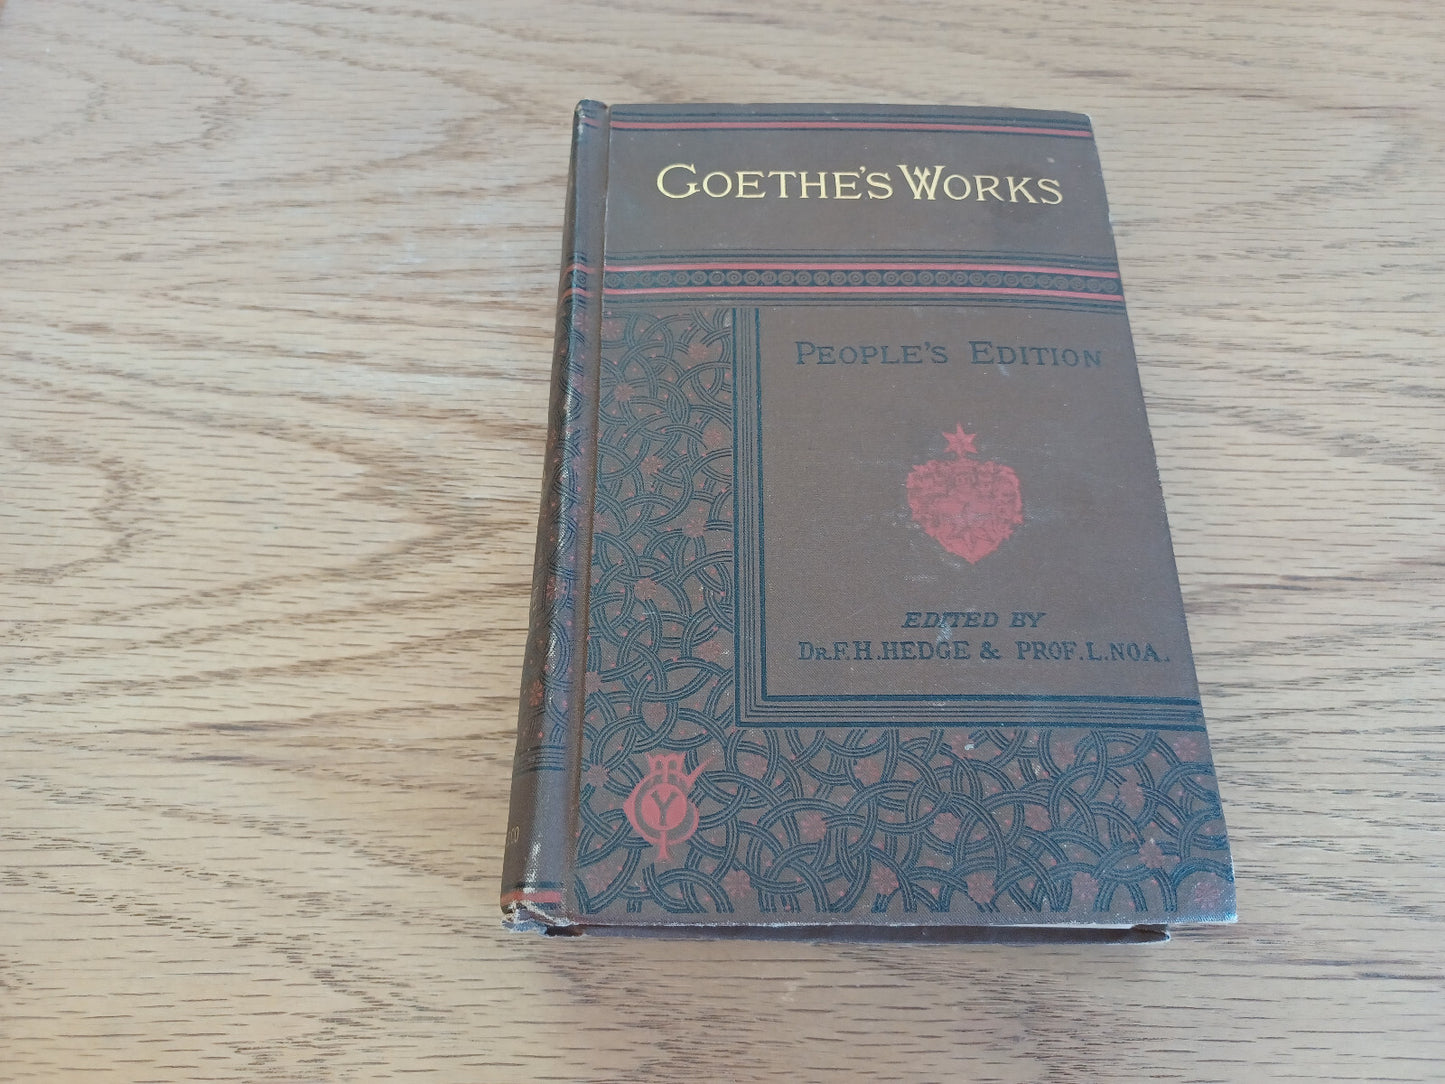 GOETHE'S WORKS
PEOPLE'S EDITION
EDITED BY
DR. F. H. HEDGE & PROF. L. NOA.